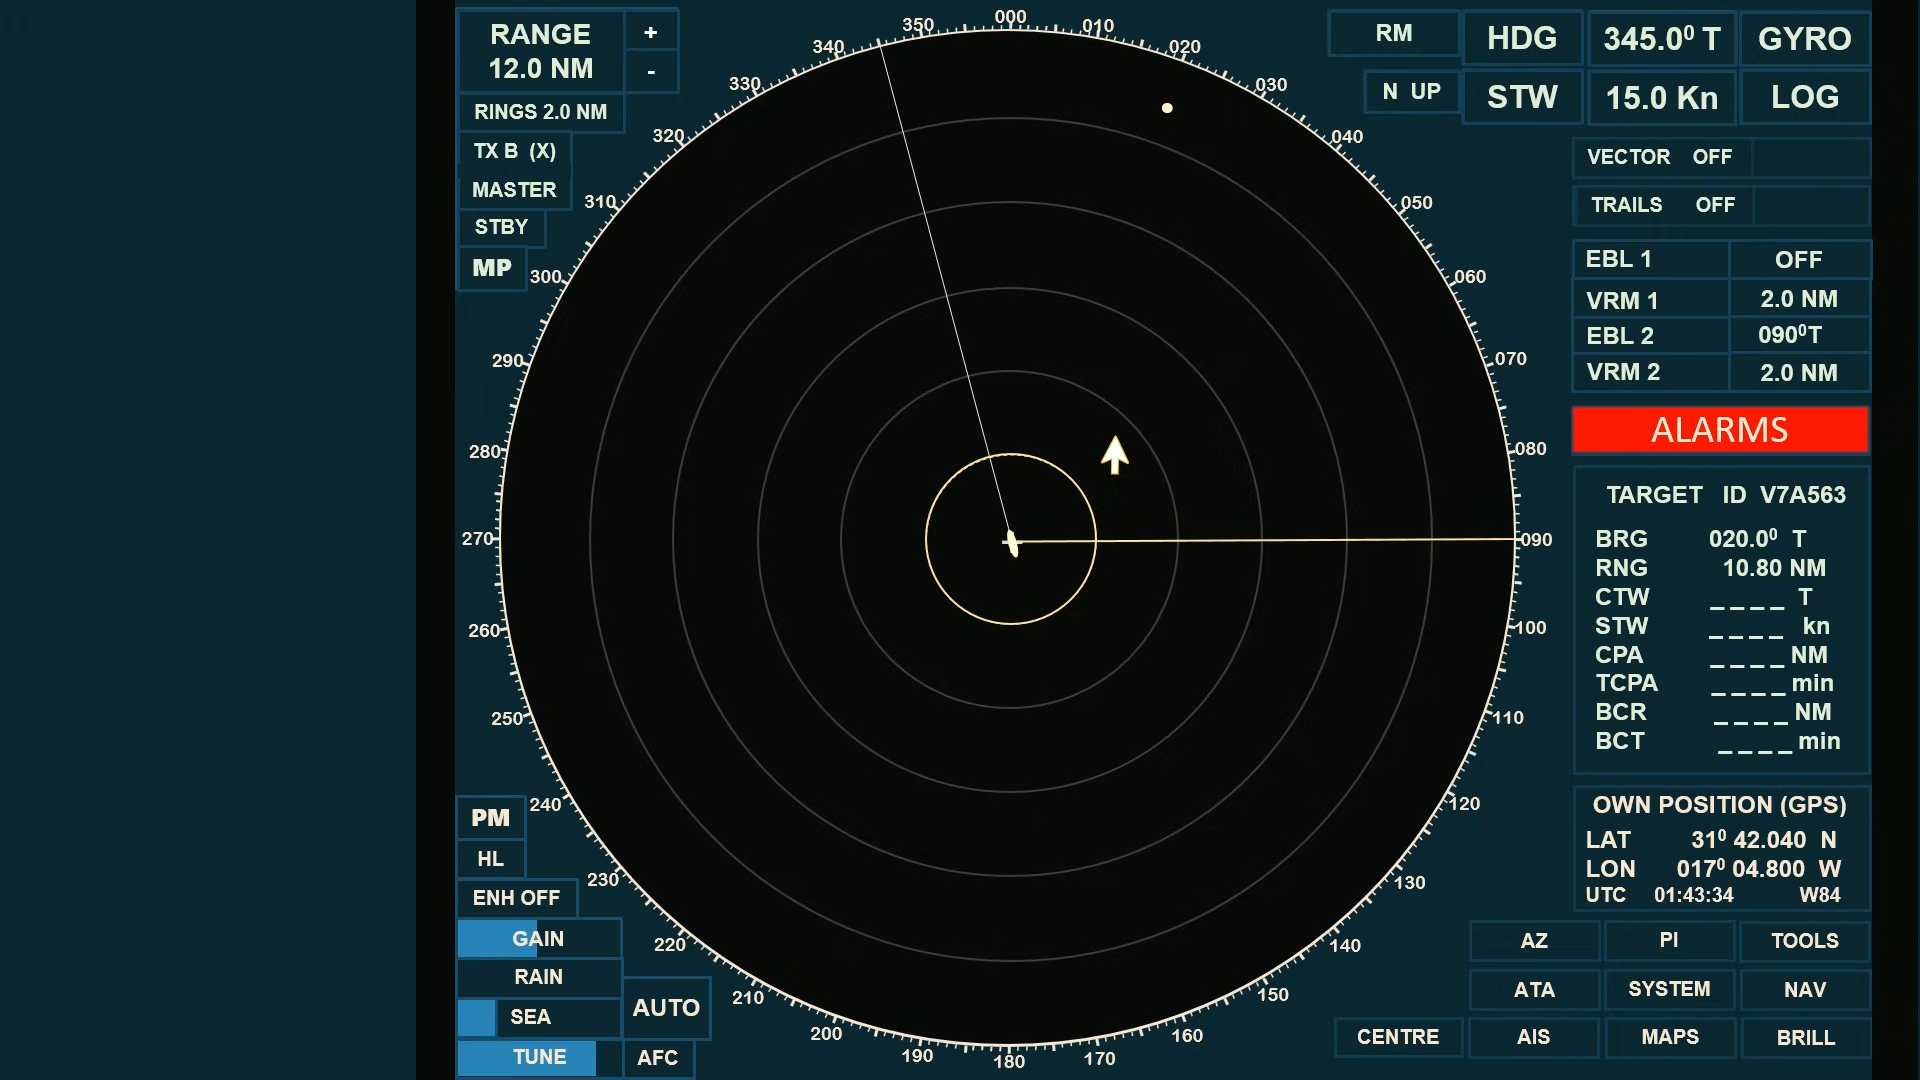 RANGE
12.0 NM
+
-
RINGS 2.0 NM
TX B (X)
MASTER
STBY
MP
RM
HDG
345.0⁰ T
GYRO
N UP
STW
15.0 Kn
LOG
VECTOR OFF
TRAILS OFF
EBL 1 OFF
VRM 1 2.0 NM
EBL 2 090⁰T
VRM 2 2.0 NM
ALARMS
TARGET ID V7A563
BRG 020.0⁰ T
RNG 10.80 NM
CTW _ _ _ _ T
STW _ _ _ _ kn
CPA _ _ _ _ NM
TCPA _ _ _ _ min
BCR _ _ _ _ NM
BCT _ _ _ _ min
OWN POSITION (GPS)
LAT 31⁰ 42.040 N
LON 017⁰ 04.800 W
UTC 01:43:34 W84
AZ PI TOOLS
ATA SYSTEM NAV
CENTRE AIS MAPS BRILL
PM
HL
ENH OFF
GAIN
RAIN
SEA
AUTO
TUNE
AFC
000
010
020
030
040
050
060
070
080
090
100
110
120
130
140
150
160
170
180
190
200
210
220
230
240
250
260
270
280
290
300
310
320
330
340
350